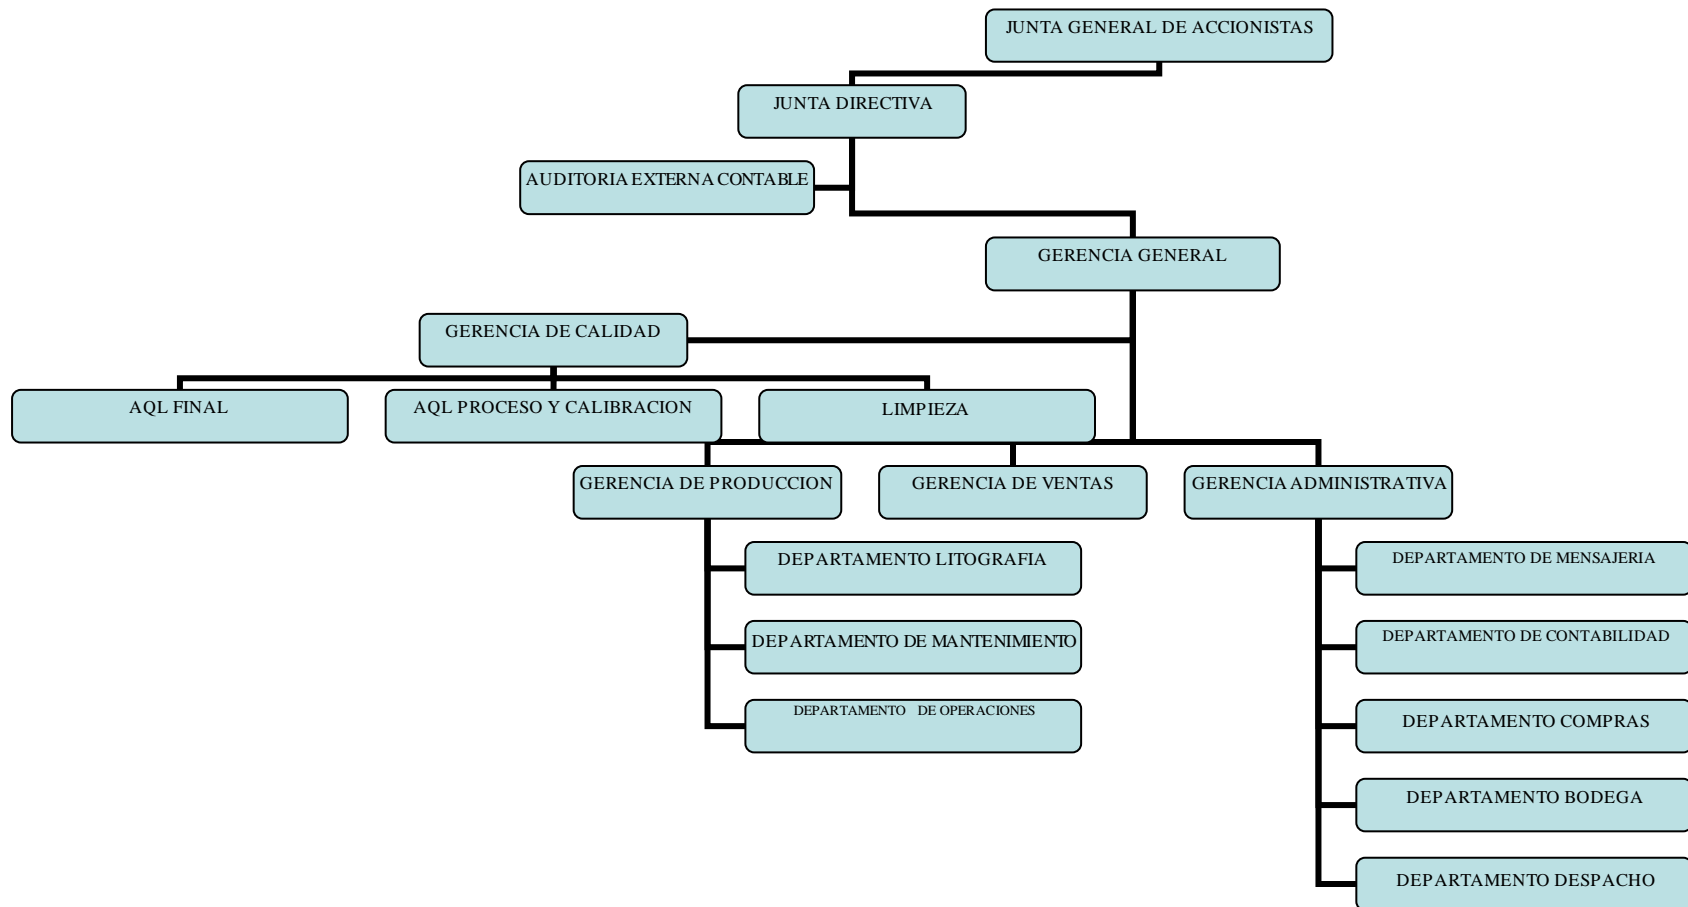 JUNTA GENERAL DE ACCIONISTAS
JUNTA DIRECTIVA
AUDITORIA EXTERNA CONTABLE
GERENCIA GENERAL
GERENCIA DE CALIDAD
AQL FINAL
AQL PROCESO Y CALIBRACION
LIMPIEZA
GERENCIA DE PRODUCCION
GERENCIA DE VENTAS
GERENCIA ADMINISTRATIVA
DEPARTAMENTO LITOGRAFIA
DEPARTAMENTO DE MANTENIMIENTO
DEPARTAMENTO DE OPERACIONES
DEPARTAMENTO DE MENSAJERIA
DEPARTAMENTO DE CONTABILIDAD
DEPARTAMENTO COMPRAS
DEPARTAMENTO BODEGA
DEPARTAMENTO DESPACHO